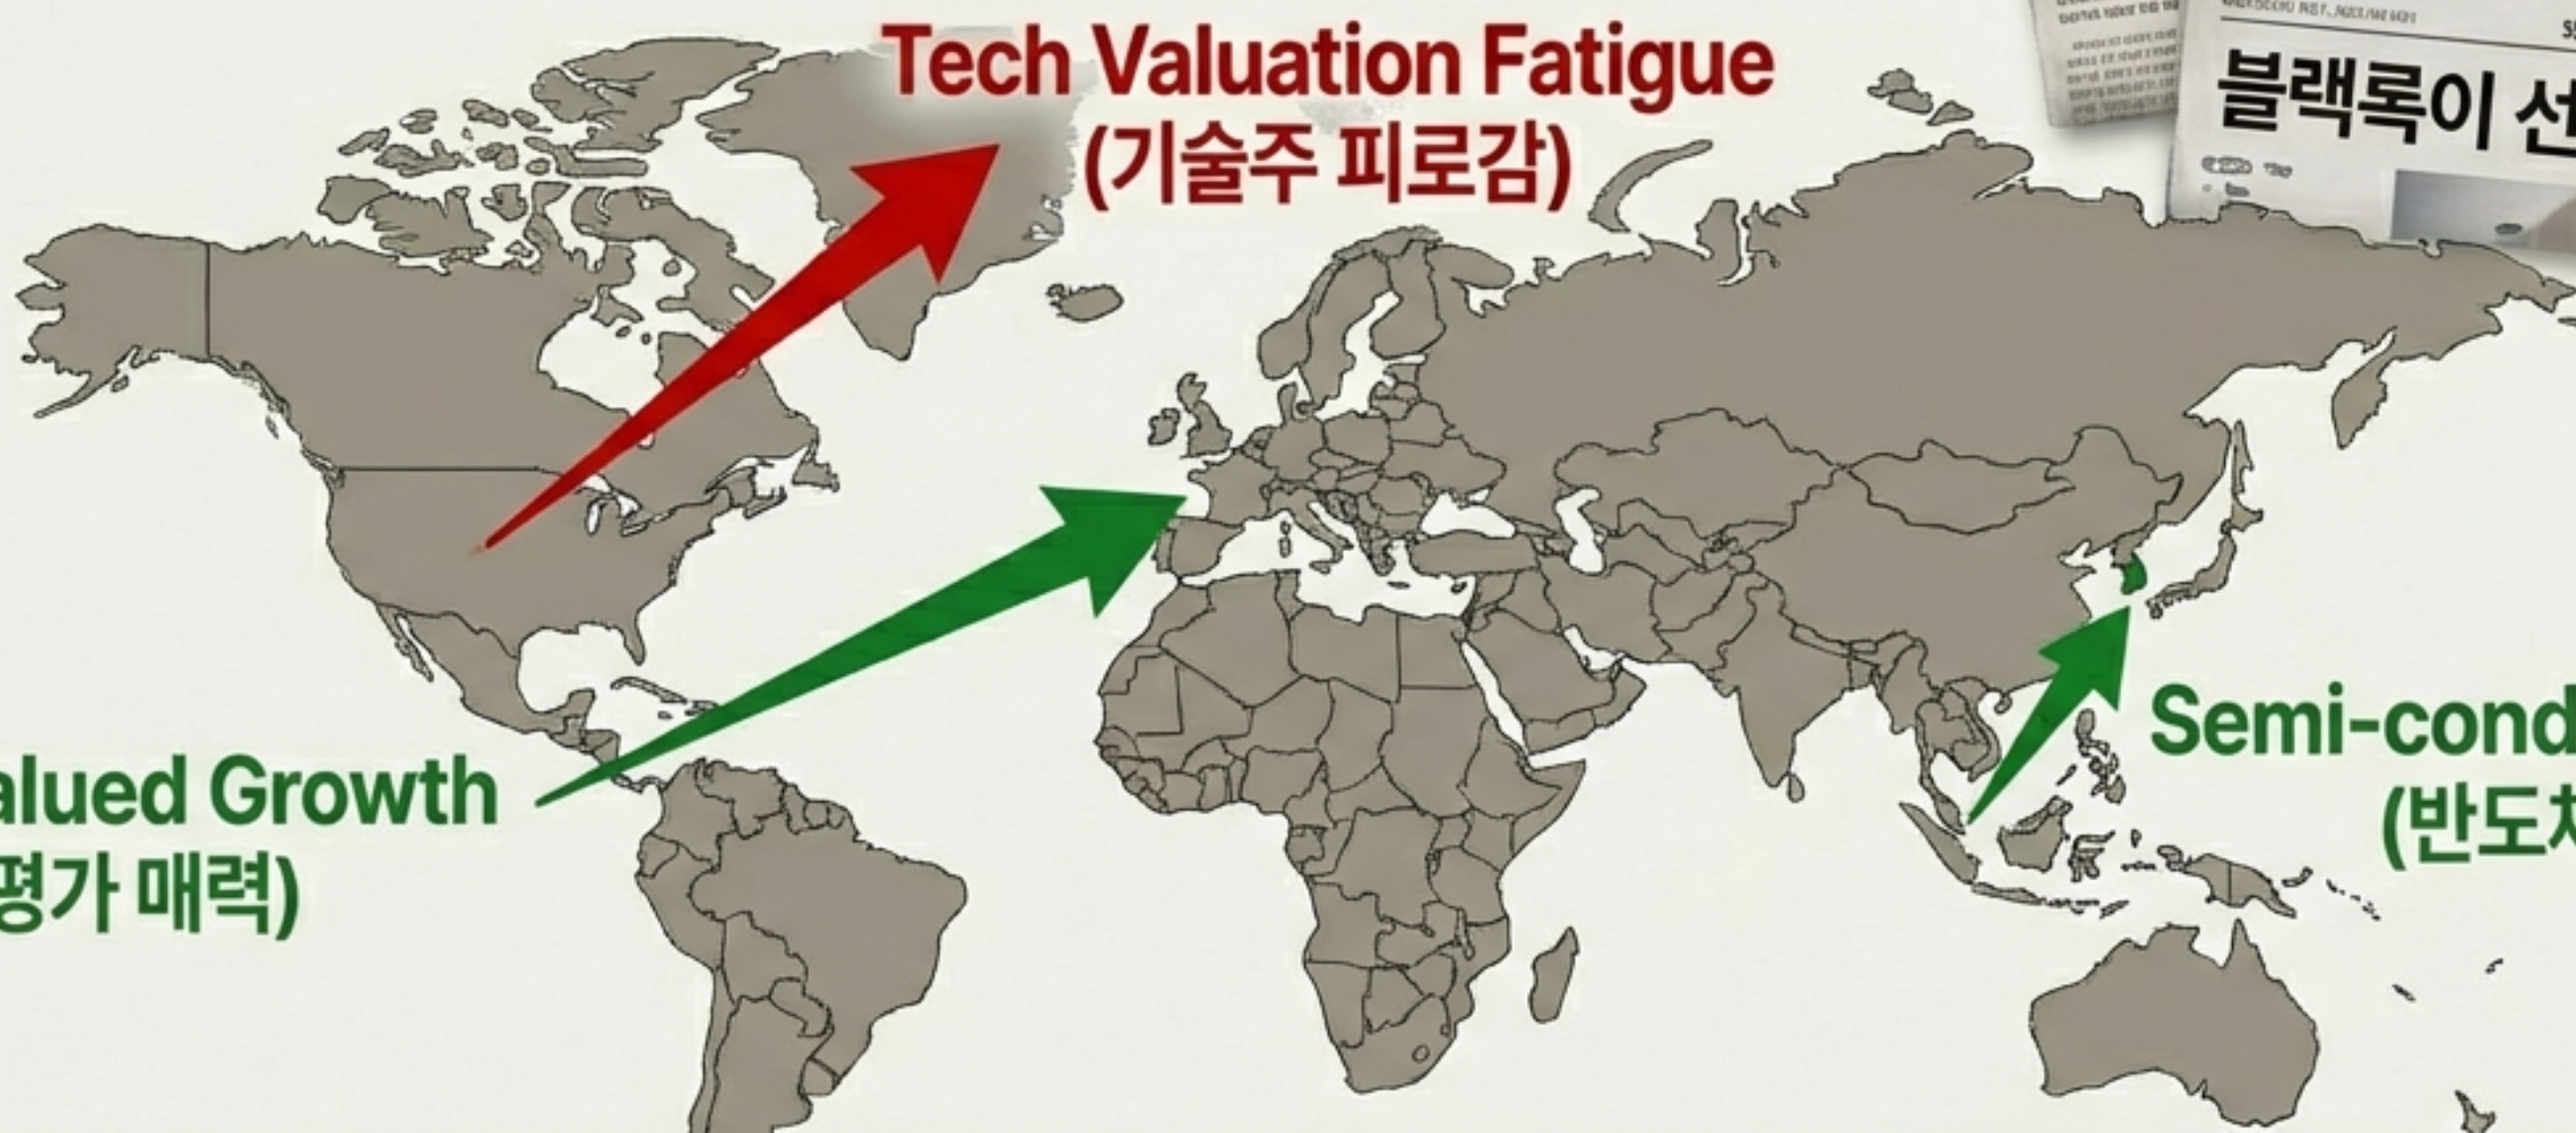 Tech Valuation Fatigue
(기술주 피로감)
블랙록이 선
alued Growth
평가 매력)
Semi-cond
(반도체